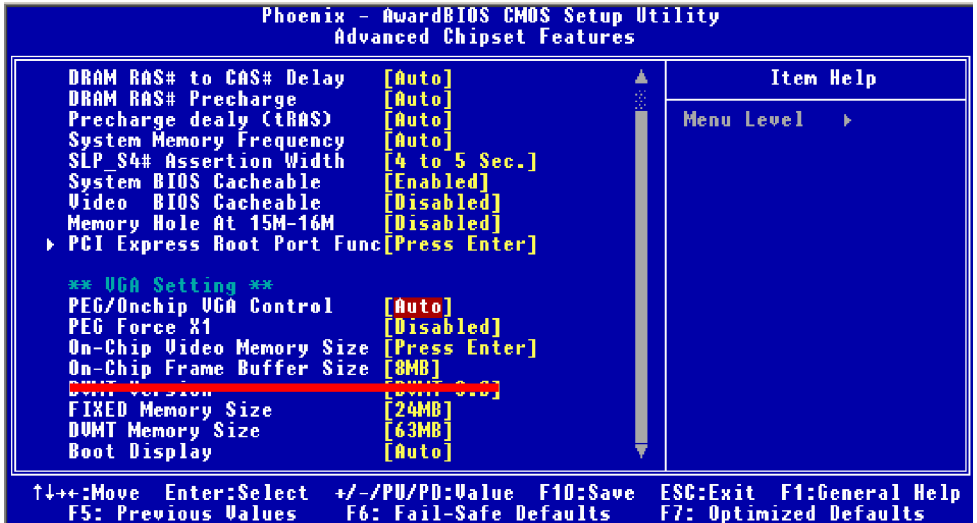 Phoenix - AwardBIOS CMOS Setup Utility
Advanced Chipset Features
DRAM RAS# to CAS# Delay [Auto]
DRAM RAS# Precharge [Auto]
Precharge dealy (tRAS) [Auto]
System Memory Frequency [Auto]
SLP_S4# Assertion Width [4 to 5 Sec.]
System BIOS Cacheable [Enabled]
Video BIOS Cacheable [Disabled]
Memory Hole At 15M-16M [Disabled]
PCI Express Root Port Func[Press Enter]
** VGA Setting **
PEG/Onchip VGA Control [Auto]
PEG Force X1 [Disabled]
On-Chip Video Memory Size [Press Enter]
On-Chip Frame Buffer Size [8MB]
DVMT Version [DVMT
FIXED Memory Size [24MB]
DVMT Memory Size [63MB]
Boot Display [Auto]
Item Help
Menu Level
↑↓→←:Move Enter:Select +/-/PU/PD:Value F10:Save ESC:Exit F1:General Help
F5: Previous Values F6: Fail-Safe Defaults F7: Optimized Defaults